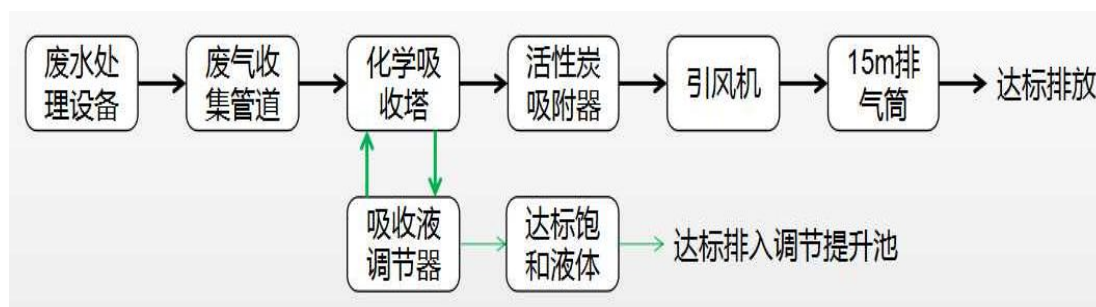 废水处
理设备
废气收
集管道
化学吸
收塔
活性炭
吸附器
引风机
15m排
气筒
达标排放
吸收液
调节器
达标饱
和液体
达标排入调节提升池